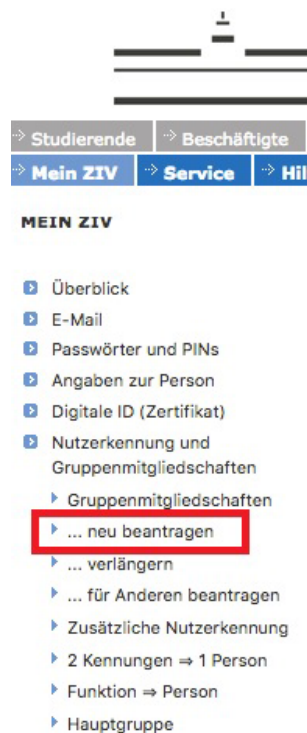 Studierende Beschäftigte
Mein ZIV Service Hil
MEIN ZIV
Überblick
E-Mail
Passwörter und PINs
Angaben zur Person
Digitale ID (Zertifikat)
Nutzerkennung und
Gruppenmitgliedschaften
Gruppenmitgliedschaften
... neu beantragen
... verlängern
... für Anderen beantragen
Zusätzliche Nutzerkennung
2 Kennungen ⇒ 1 Person
Funktion ⇒ Person
Hauptgruppe